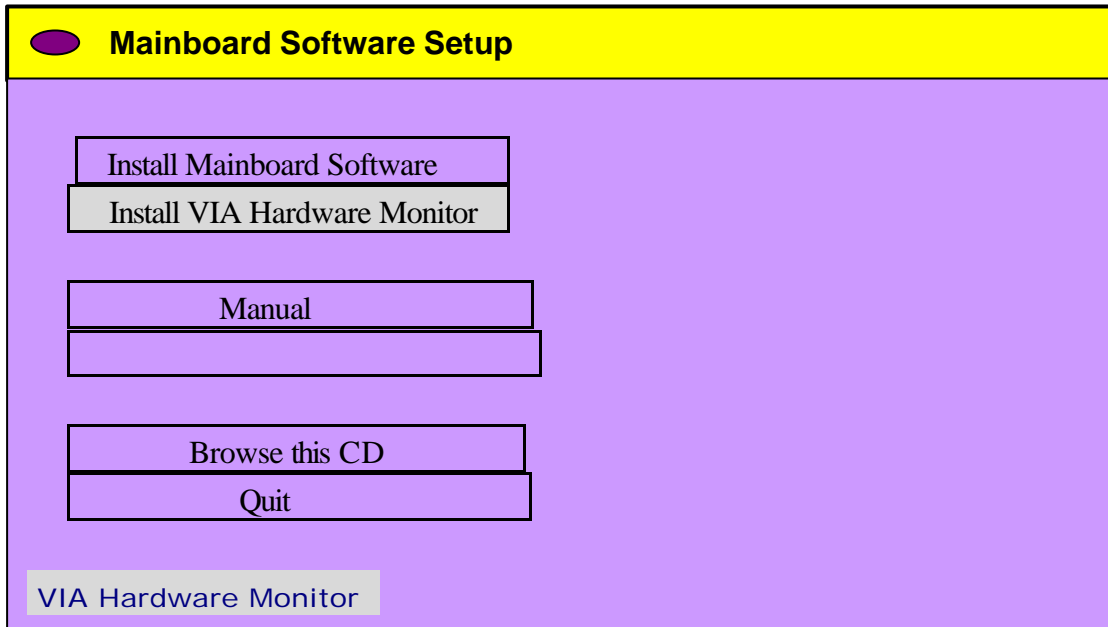 Mainboard Software Setup
Install Mainboard Software
Install VIA Hardware Monitor
Manual
Browse this CD
Quit
VIA Hardware Monitor